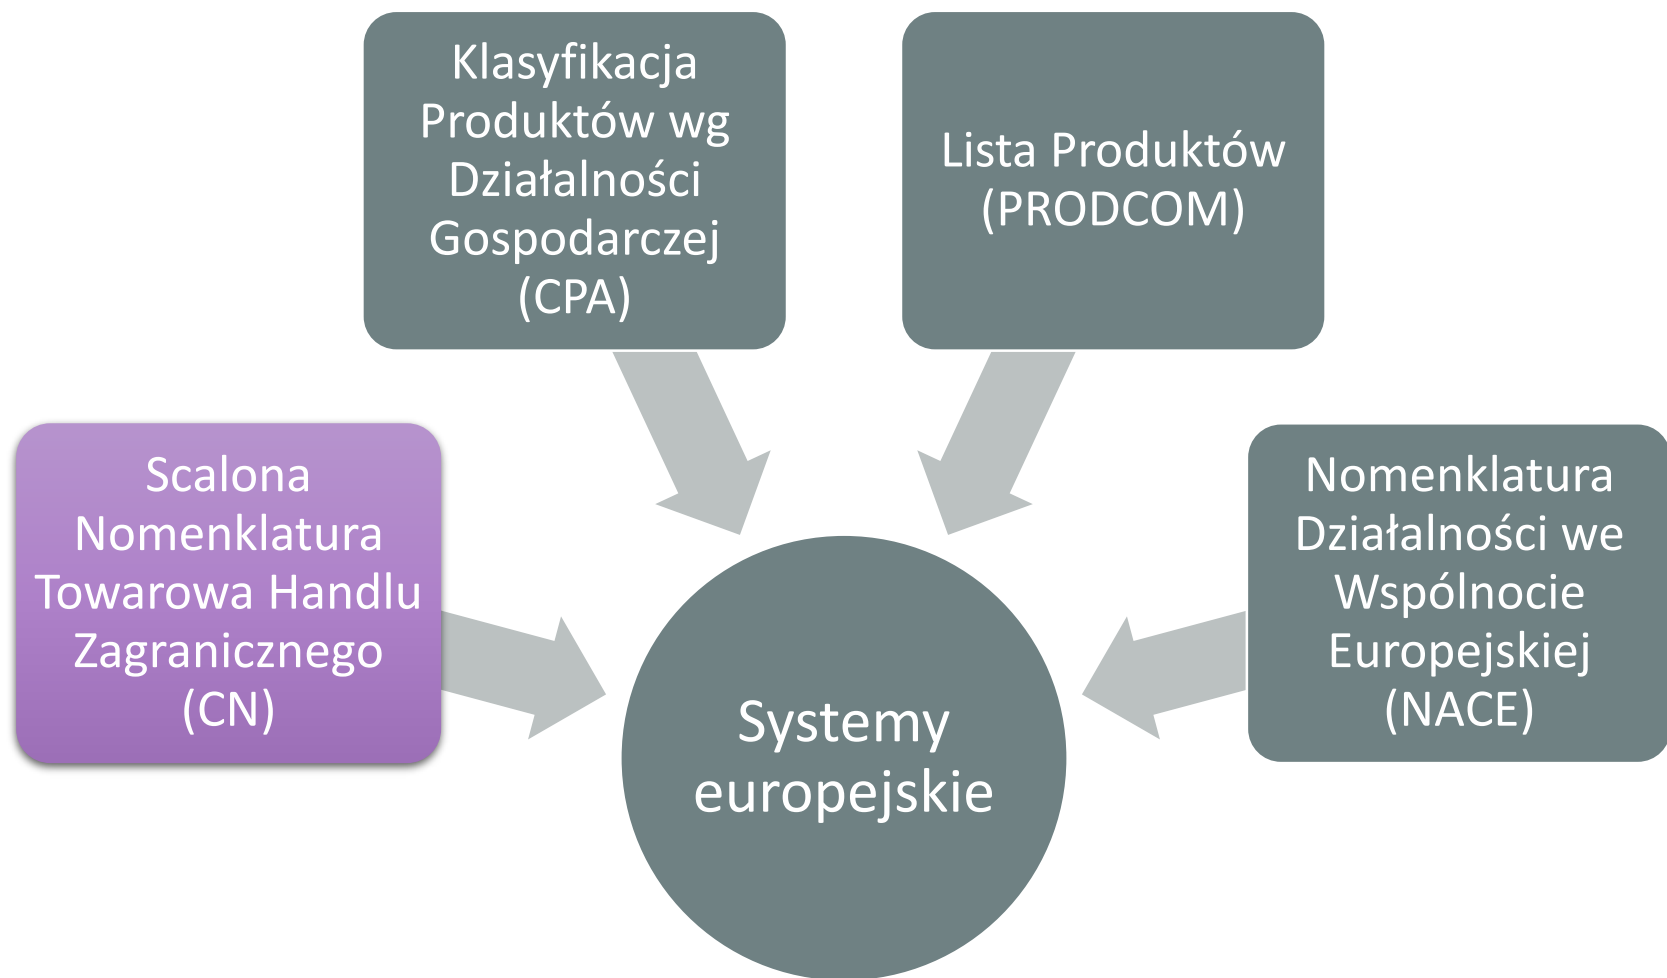 Klasyfikacja
Produktów wg
Działalności
Gospodarczej
(CPA)
Lista Produktów
(PRODCOM)
Scalona
Nomenklatura
Towarowa Handlu
Zagranicznego
(CN)
Nomenklatura
Działalności we
Wspólnocie
Europejskiej
(NACE)
Systemy
europejskie